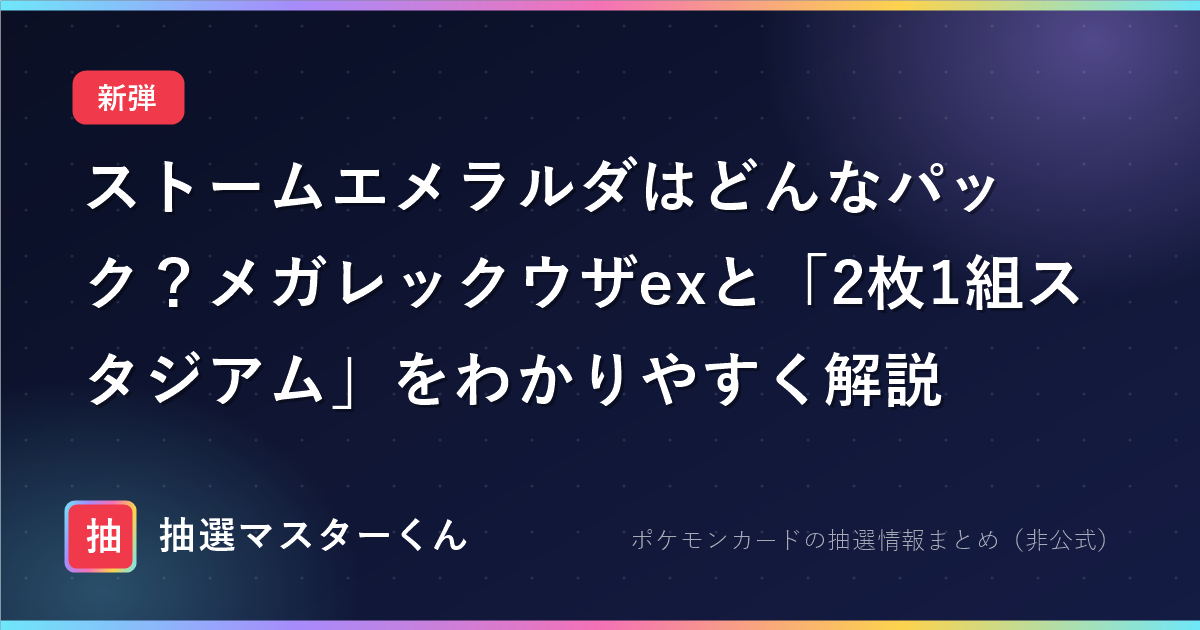 新弾
ストームエメラルダはどんなパッ
ク？メガレックウザexと「2枚1組ス
タジアム」をわかりやすく解説
抽 抽選マスターくん
ポケモンカードの抽選情報まとめ（非公式）